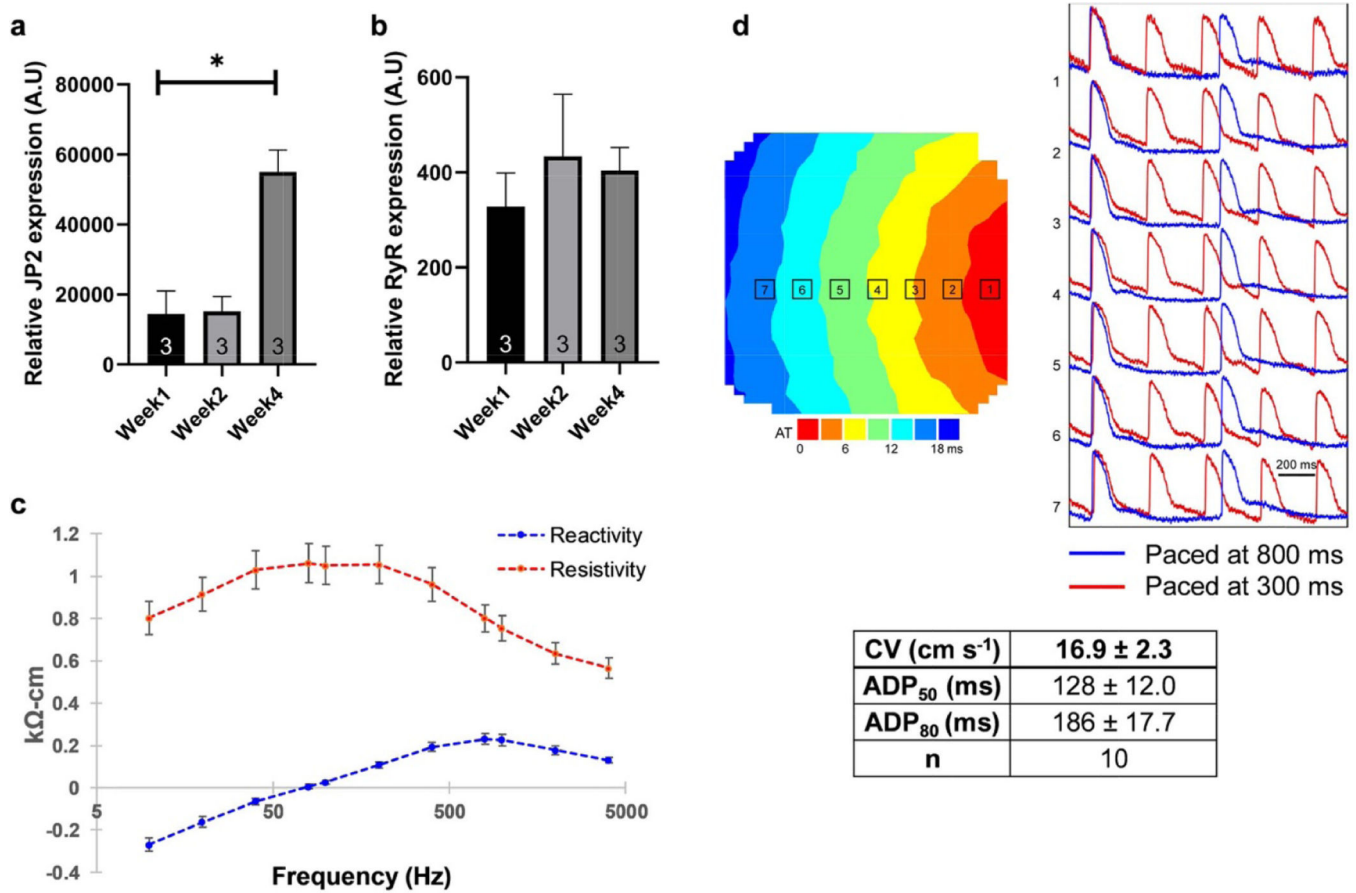 a
Relative JP2 expression (A.U)
80000
60000
40000
20000
0
*
3
3
3
Week1
Week2
Week4
b
Relative RyR expression (A.U)
600
400
200
0
3
3
3
Week1
Week2
Week4
c
kΩ-cm
1.2
1
0.8
0.6
0.4
0.2
0
-0.2
-0.4
5
50
500
5000
Frequency (Hz)
Reactivity
Resistivity
d
7
6
5
4
3
2
1
AT
0
6
12
18 ms
1
2
3
4
5
6
7
200 ms
Paced at 800 ms
Paced at 300 ms
CV (cm s-1) 16.9 ± 2.3
ADP50 (ms) 128 ± 12.0
ADP80 (ms) 186 ± 17.7
n 10